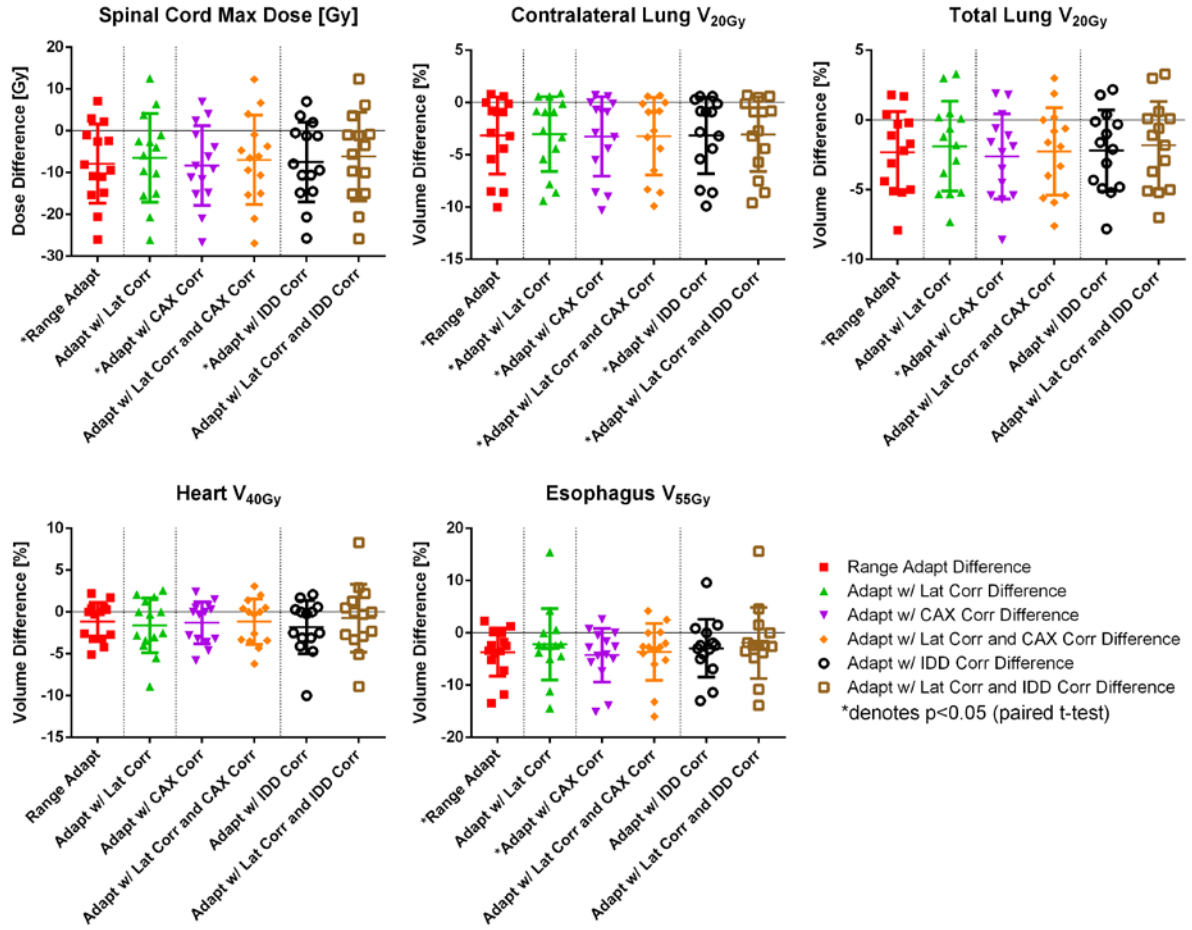 Spinal Cord Max Dose [Gy]
Dose Difference [Gy]
20
10
0
-10
-20
-30
*Range Adapt
Adapt w/ Lat Corr
*Adapt w/ CAX Corr
Adapt w/ Lat Corr and CAX Corr
*Adapt w/ IDD Corr
Adapt w/ Lat Corr and IDD Corr
Contralateral Lung V20Gy
Volume Difference [%]
5
0
-5
-10
-15
*Range Adapt
*Adapt w/ Lat Corr
*Adapt w/ CAX Corr
*Adapt w/ Lat Corr and CAX Corr
*Adapt w/ IDD Corr
*Adapt w/ Lat Corr and IDD Corr
Total Lung V20Gy
Volume Difference [%]
5
0
-5
-10
*Range Adapt
Adapt w/ Lat Corr
*Adapt w/ CAX Corr
Adapt w/ Lat Corr and CAX Corr
Adapt w/ IDD Corr
Adapt w/ Lat Corr and IDD Corr
Heart V40Gy
Volume Difference [%]
10
5
0
-5
-10
-15
Range Adapt
Adapt w/ Lat Corr
Adapt w/ CAX Corr
Adapt w/ Lat Corr and CAX Corr
Adapt w/ IDD Corr
Adapt w/ Lat Corr and IDD Corr
Esophagus V55Gy
Volume Difference [%]
20
10
0
-10
-20
*Range Adapt
Adapt w/ Lat Corr
*Adapt w/ CAX Corr
Adapt w/ Lat Corr and CAX Corr
Adapt w/ IDD Corr
Adapt w/ Lat Corr and IDD Corr
Range Adapt Difference
Adapt w/ Lat Corr Difference
Adapt w/ CAX Corr Difference
Adapt w/ Lat Corr and CAX Corr Difference
Adapt w/ IDD Corr Difference
Adapt w/ Lat Corr and IDD Corr Difference
*denotes p<0.05 (paired t-test)